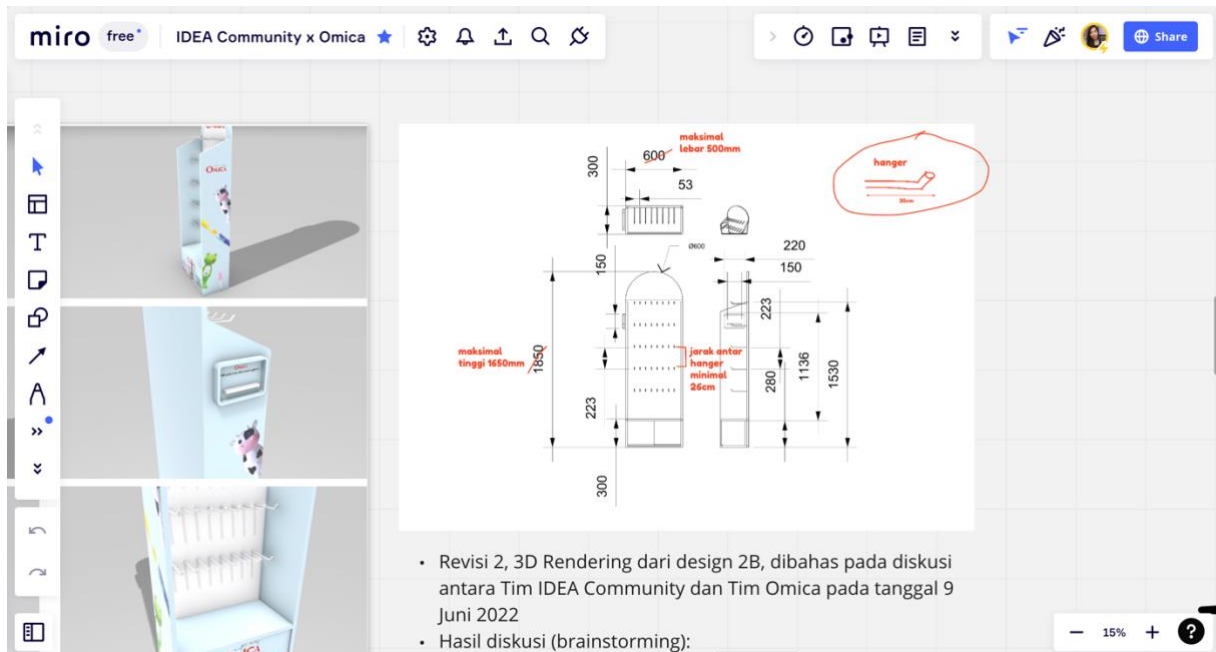 miro free
IDEA Community x Omica
Share
OMICA
maksimal
lebar 500mm
600
300
53
hanger
Ø600
220
150
150
223
maksimal
tinggi 1650mm
1850
jarak antar
hanger
minimal
26cm
280
1136
1530
223
300
• Revisi 2, 3D Rendering dari design 2B, dibahas pada diskusi
antara Tim IDEA Community dan Tim Omica pada tanggal 9
Juni 2022
• Hasil diskusi (brainstorming):
15%